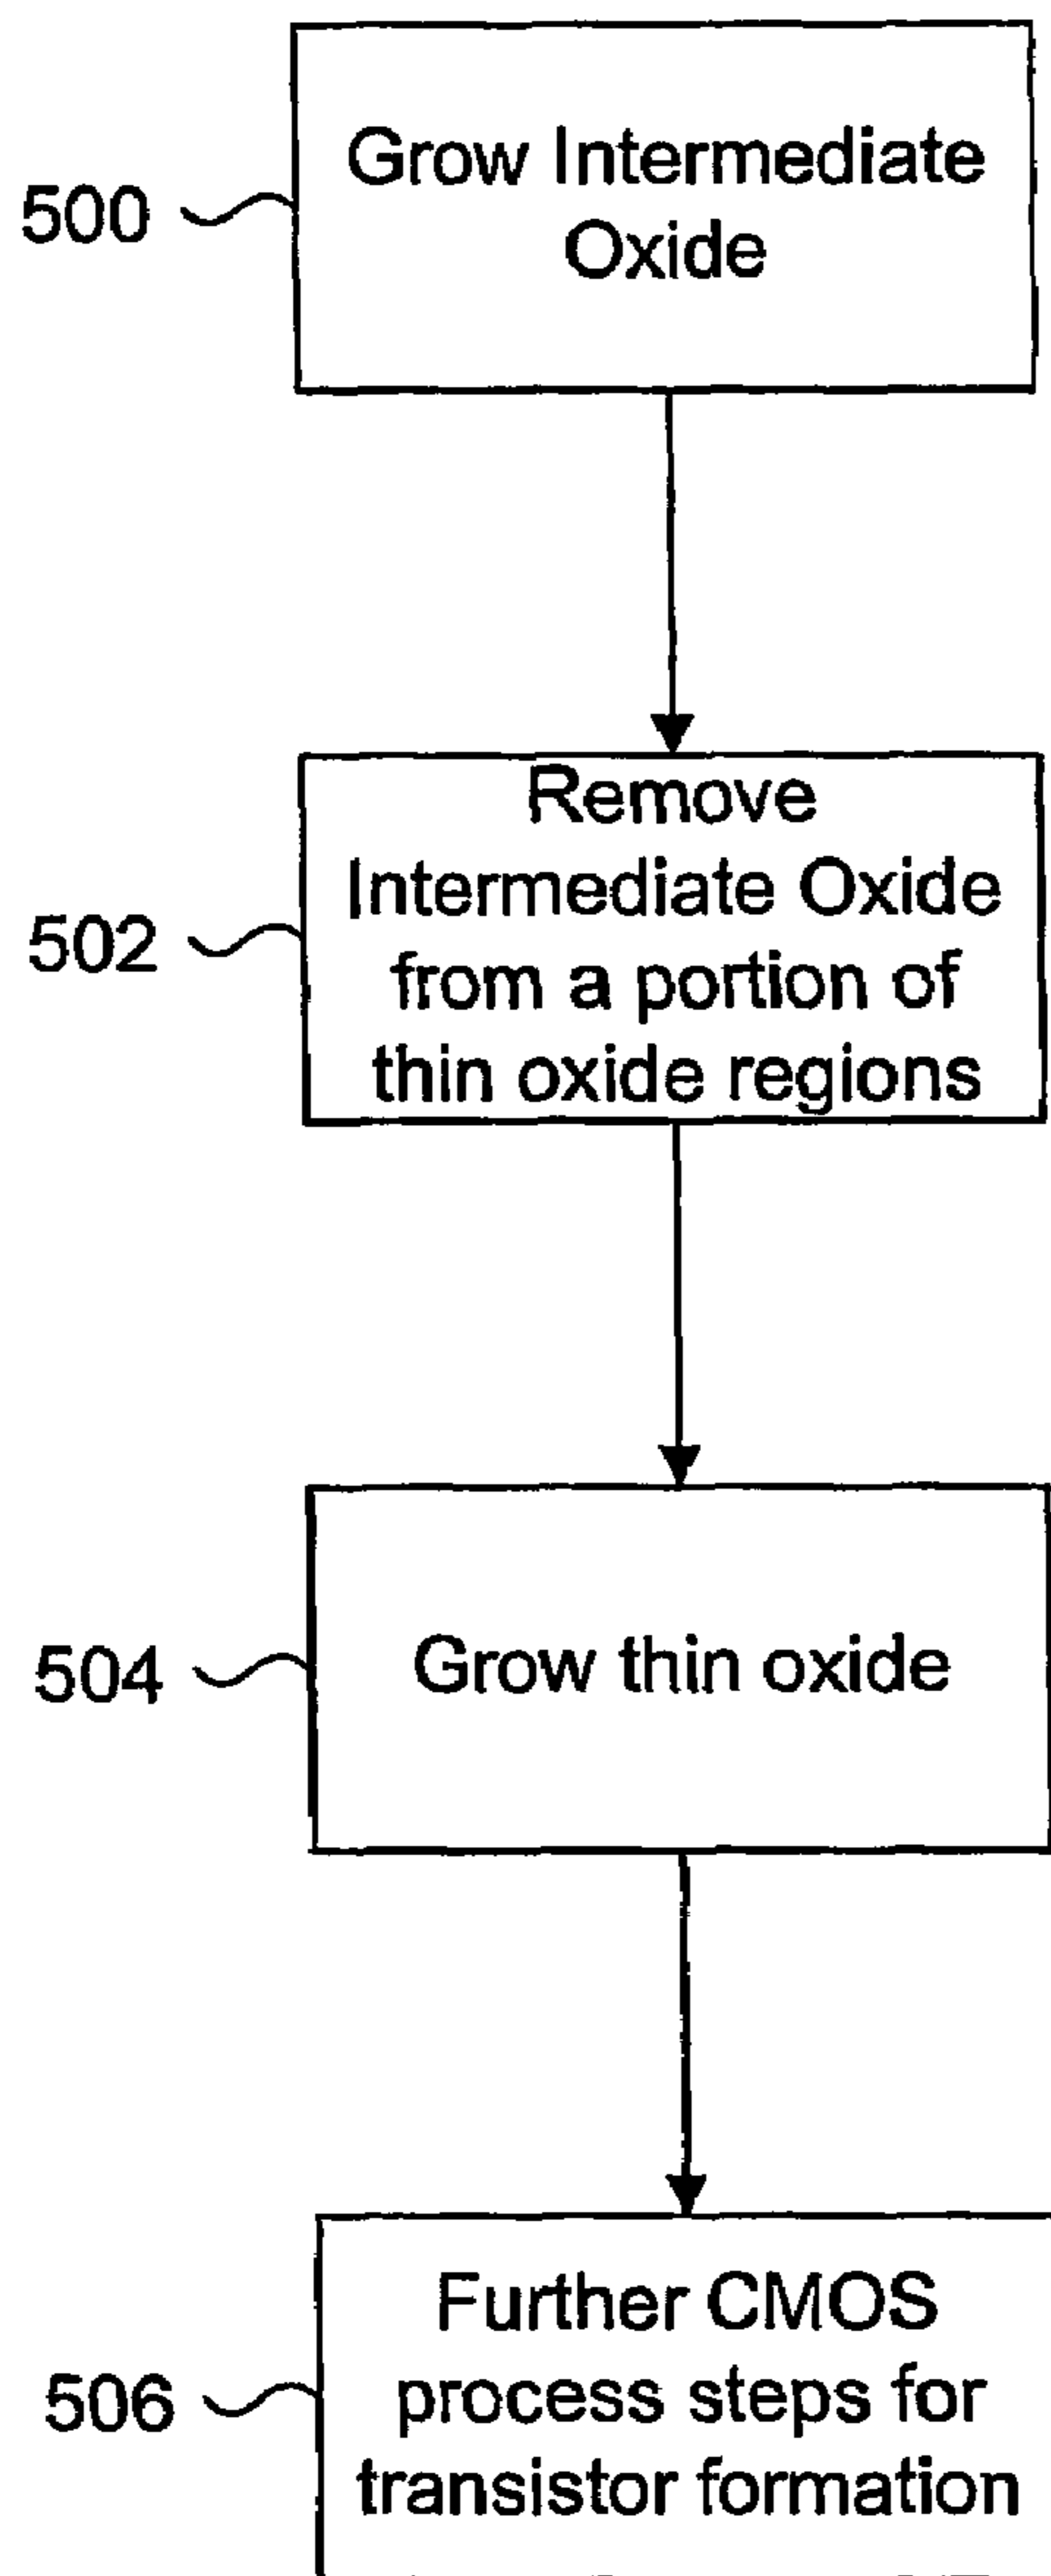 Grow Intermediate
Oxide
500
Remove
Intermediate Oxide
from a portion of
thin oxide regions
502
Grow thin oxide
504
Further CMOS
process steps for
transistor formation
506